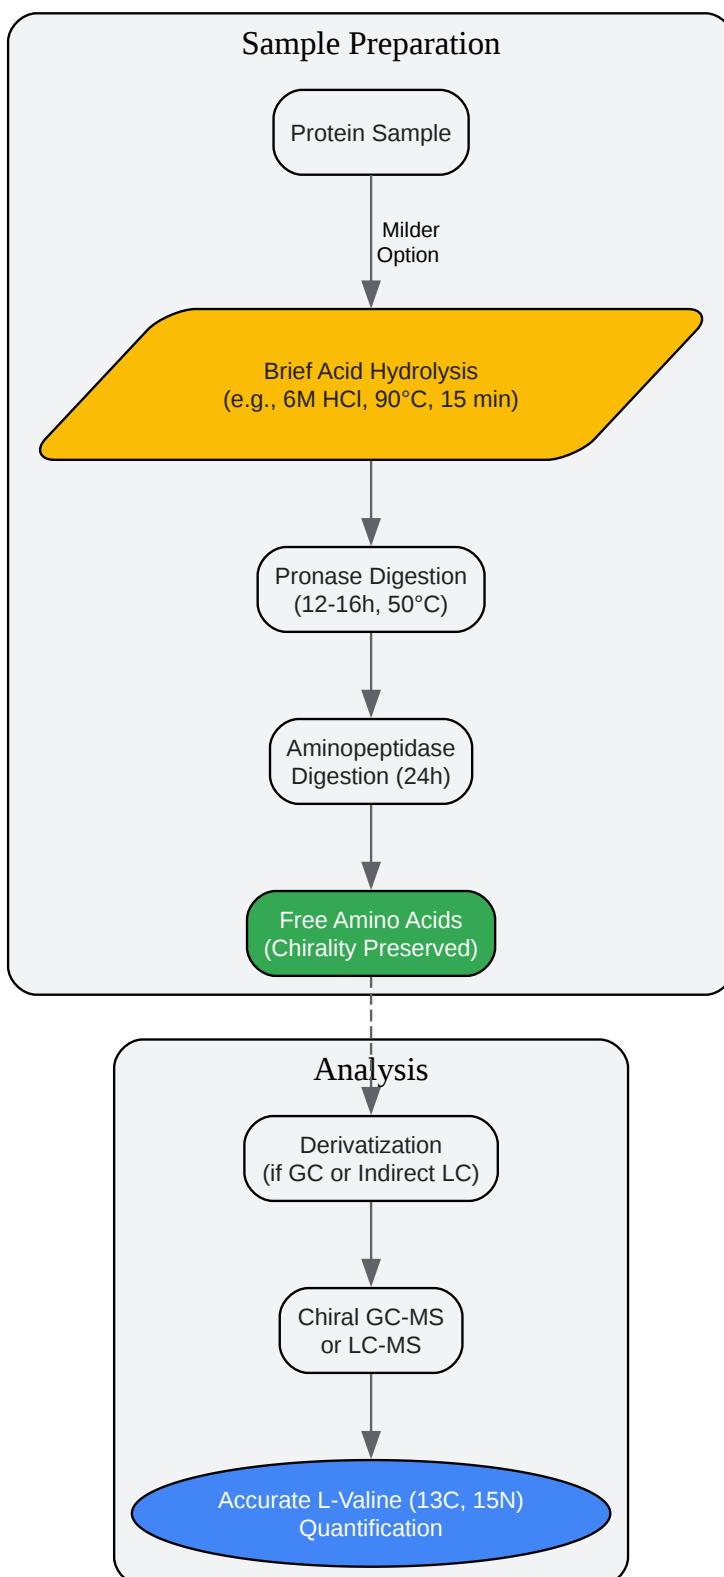 Sample Preparation
Protein Sample
Milder
Option
Brief Acid Hydrolysis
(e.g., 6M HCl, 90°C, 15 min)
Pronase Digestion
(12-16h, 50°C)
Aminopeptidase
Digestion (24h)
Free Amino Acids
(Chirality Preserved)
Analysis
Derivatization
(if GC or Indirect LC)
Chiral GC-MS
or LC-MS
Accurate L-Valine (13C, 15N)
Quantification